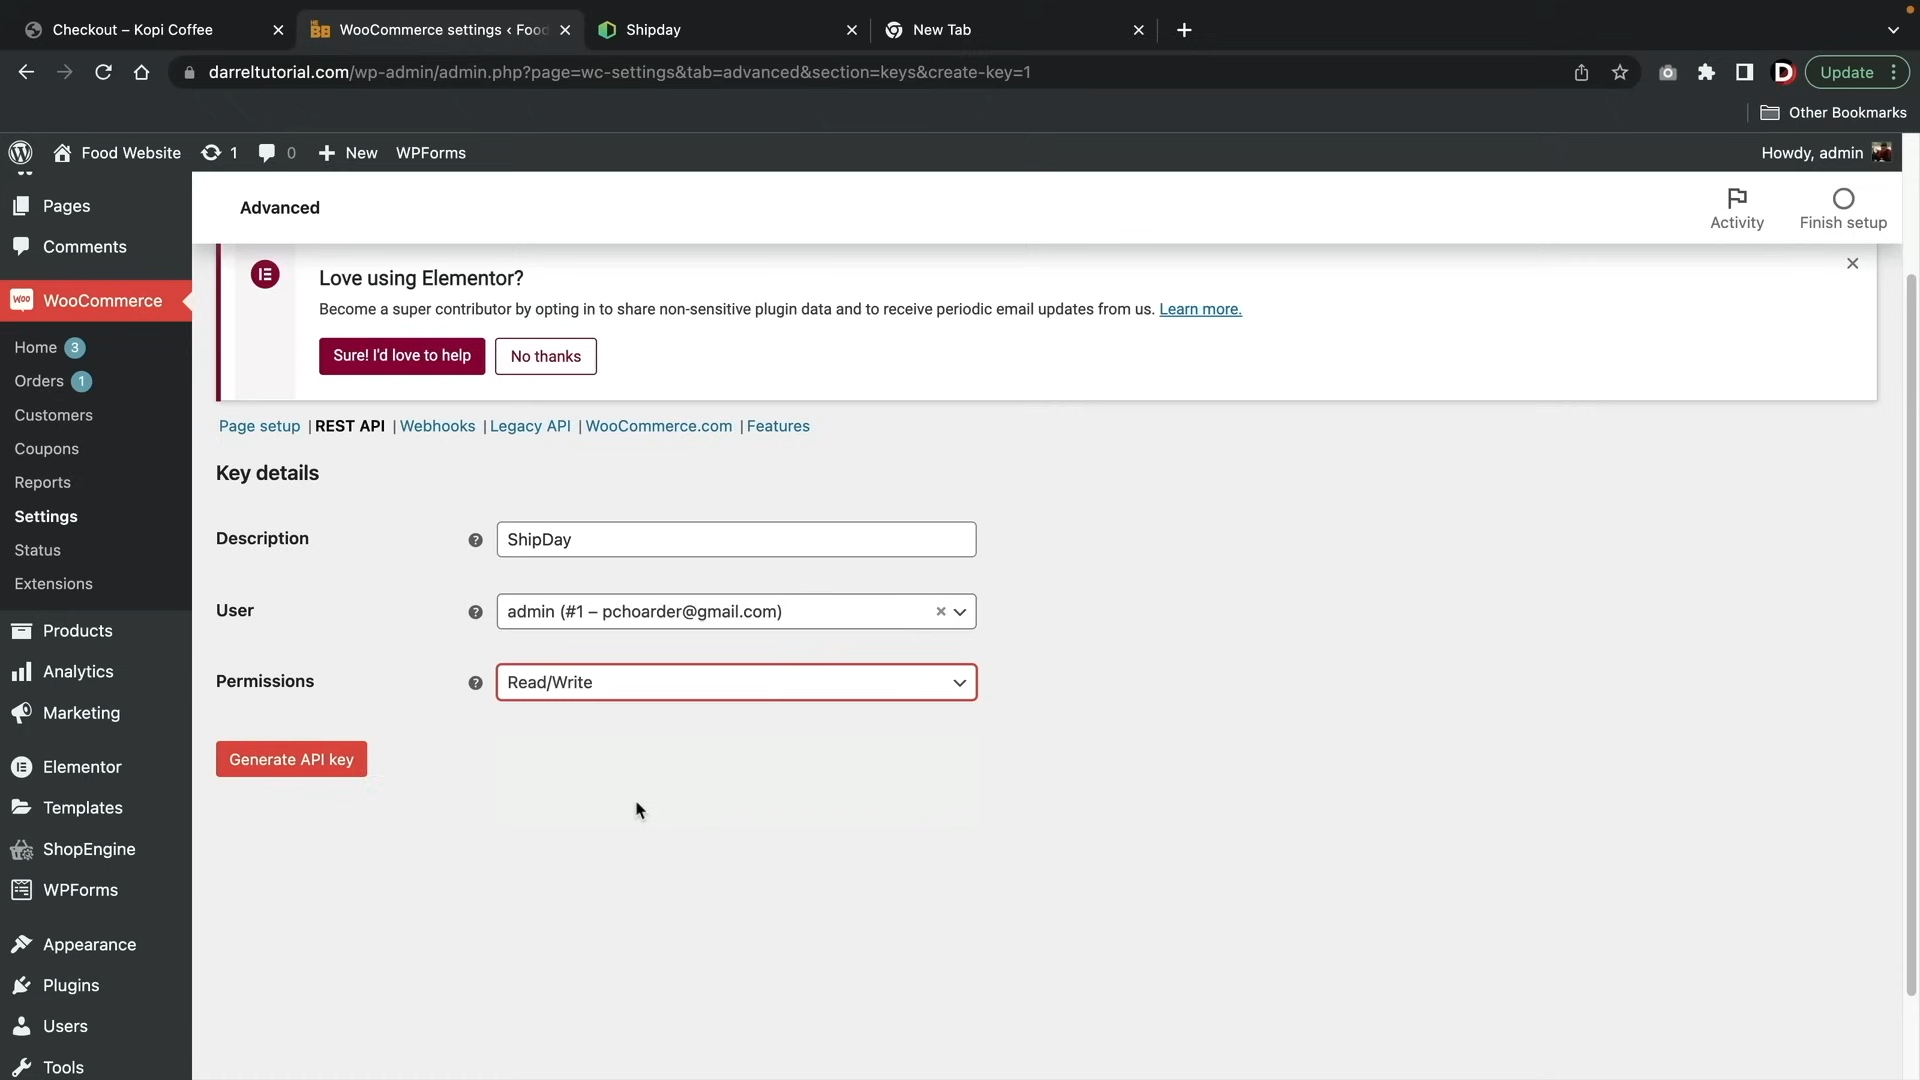 Checkout – Kopi Coffee
WooCommerce settings ‹ Food
Shipday
New Tab
darreltutorial.com/wp-admin/admin.php?page=wc-settings&tab=advanced&section=keys&create-key=1
D
Update
Other Bookmarks
Food Website
1
0
New
WPForms
Howdy, admin
Pages
Comments
WooCommerce
Home 3
Orders 1
Customers
Coupons
Reports
Settings
Status
Extensions
Products
Analytics
Marketing
Elementor
Templates
ShopEngine
WPForms
Appearance
Plugins
Users
Tools
Advanced
Activity
Finish setup
Love using Elementor?
Become a super contributor by opting in to share non-sensitive plugin data and to receive periodic email updates from us. Learn more.
Sure! I'd love to help
No thanks
Page setup | REST API | Webhooks | Legacy API | WooCommerce.com | Features
Key details
Description
ShipDay
User
admin (#1 – pchoarder@gmail.com)
Permissions
Read/Write
Generate API key